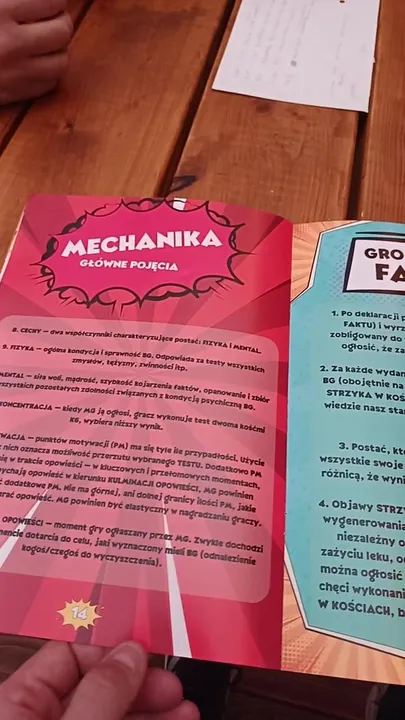 MECHANIKA
GŁÓWNE POJĘCIA
8. CECHY – dwa współczynniki charakteryzujące postać: FIZYKA i MENTAL.
9. FIZYKA – ogólna kondycja i sprawność BG. Odpowiada za testy wszystkich
zmysłów, tężyzny, zwinności itp.
MENTAL – siła woli, mądrość, szybkość kojarzenia faktów, opanowanie i zbiór
wszystkich pozostałych zdolności związanych z kondycją psychiczną BG.
KONCENTRACJA – kiedy MG ją ogłosi, gracz wykonuje test dwoma kośćmi
K6, wybiera niższy wynik.
– punktów motywacji (PM) ma się tyle ile przypadłości. Użycie
z nich oznacza możliwość przerzutu wybranego TESTU. Dodatkowo PM
się w trakcie opowieści – w kluczowych i przełomowych momentach,
opowieść w kierunku KULMINACJI OPOWIEŚCI, MG powinien
dodatkowe PM. Nie ma górnej, ani dolnej granicy ilości PM, jakie
opowieść. MG powinien być elastyczny w nagradzaniu graczy.
OPOWIEŚCI – moment gry ogłaszany przez MG. Zwykle dochodzi
momencie dotarcia do celu, jaki wyznaczony mieli BG (odnalezienie
kogoś/czegoś do wyczyszczenia).
14
GRO
FA
1. Po deklaracji
FAKTU) i wyrz
zobligowany do
ogłosić, że za
2. Za każde wydan
BG (obojętnie na
STRZYKA W KOŚ
wiedzie nasz sta
3. Postać, któ
wszystkie swoje
różnicą, że wyni
4. Objawy STRZ
wygenerowania
niezależny o
zażyciu leku, od
można ogłosić
chęci wykonani
W KOŚCIACH, b